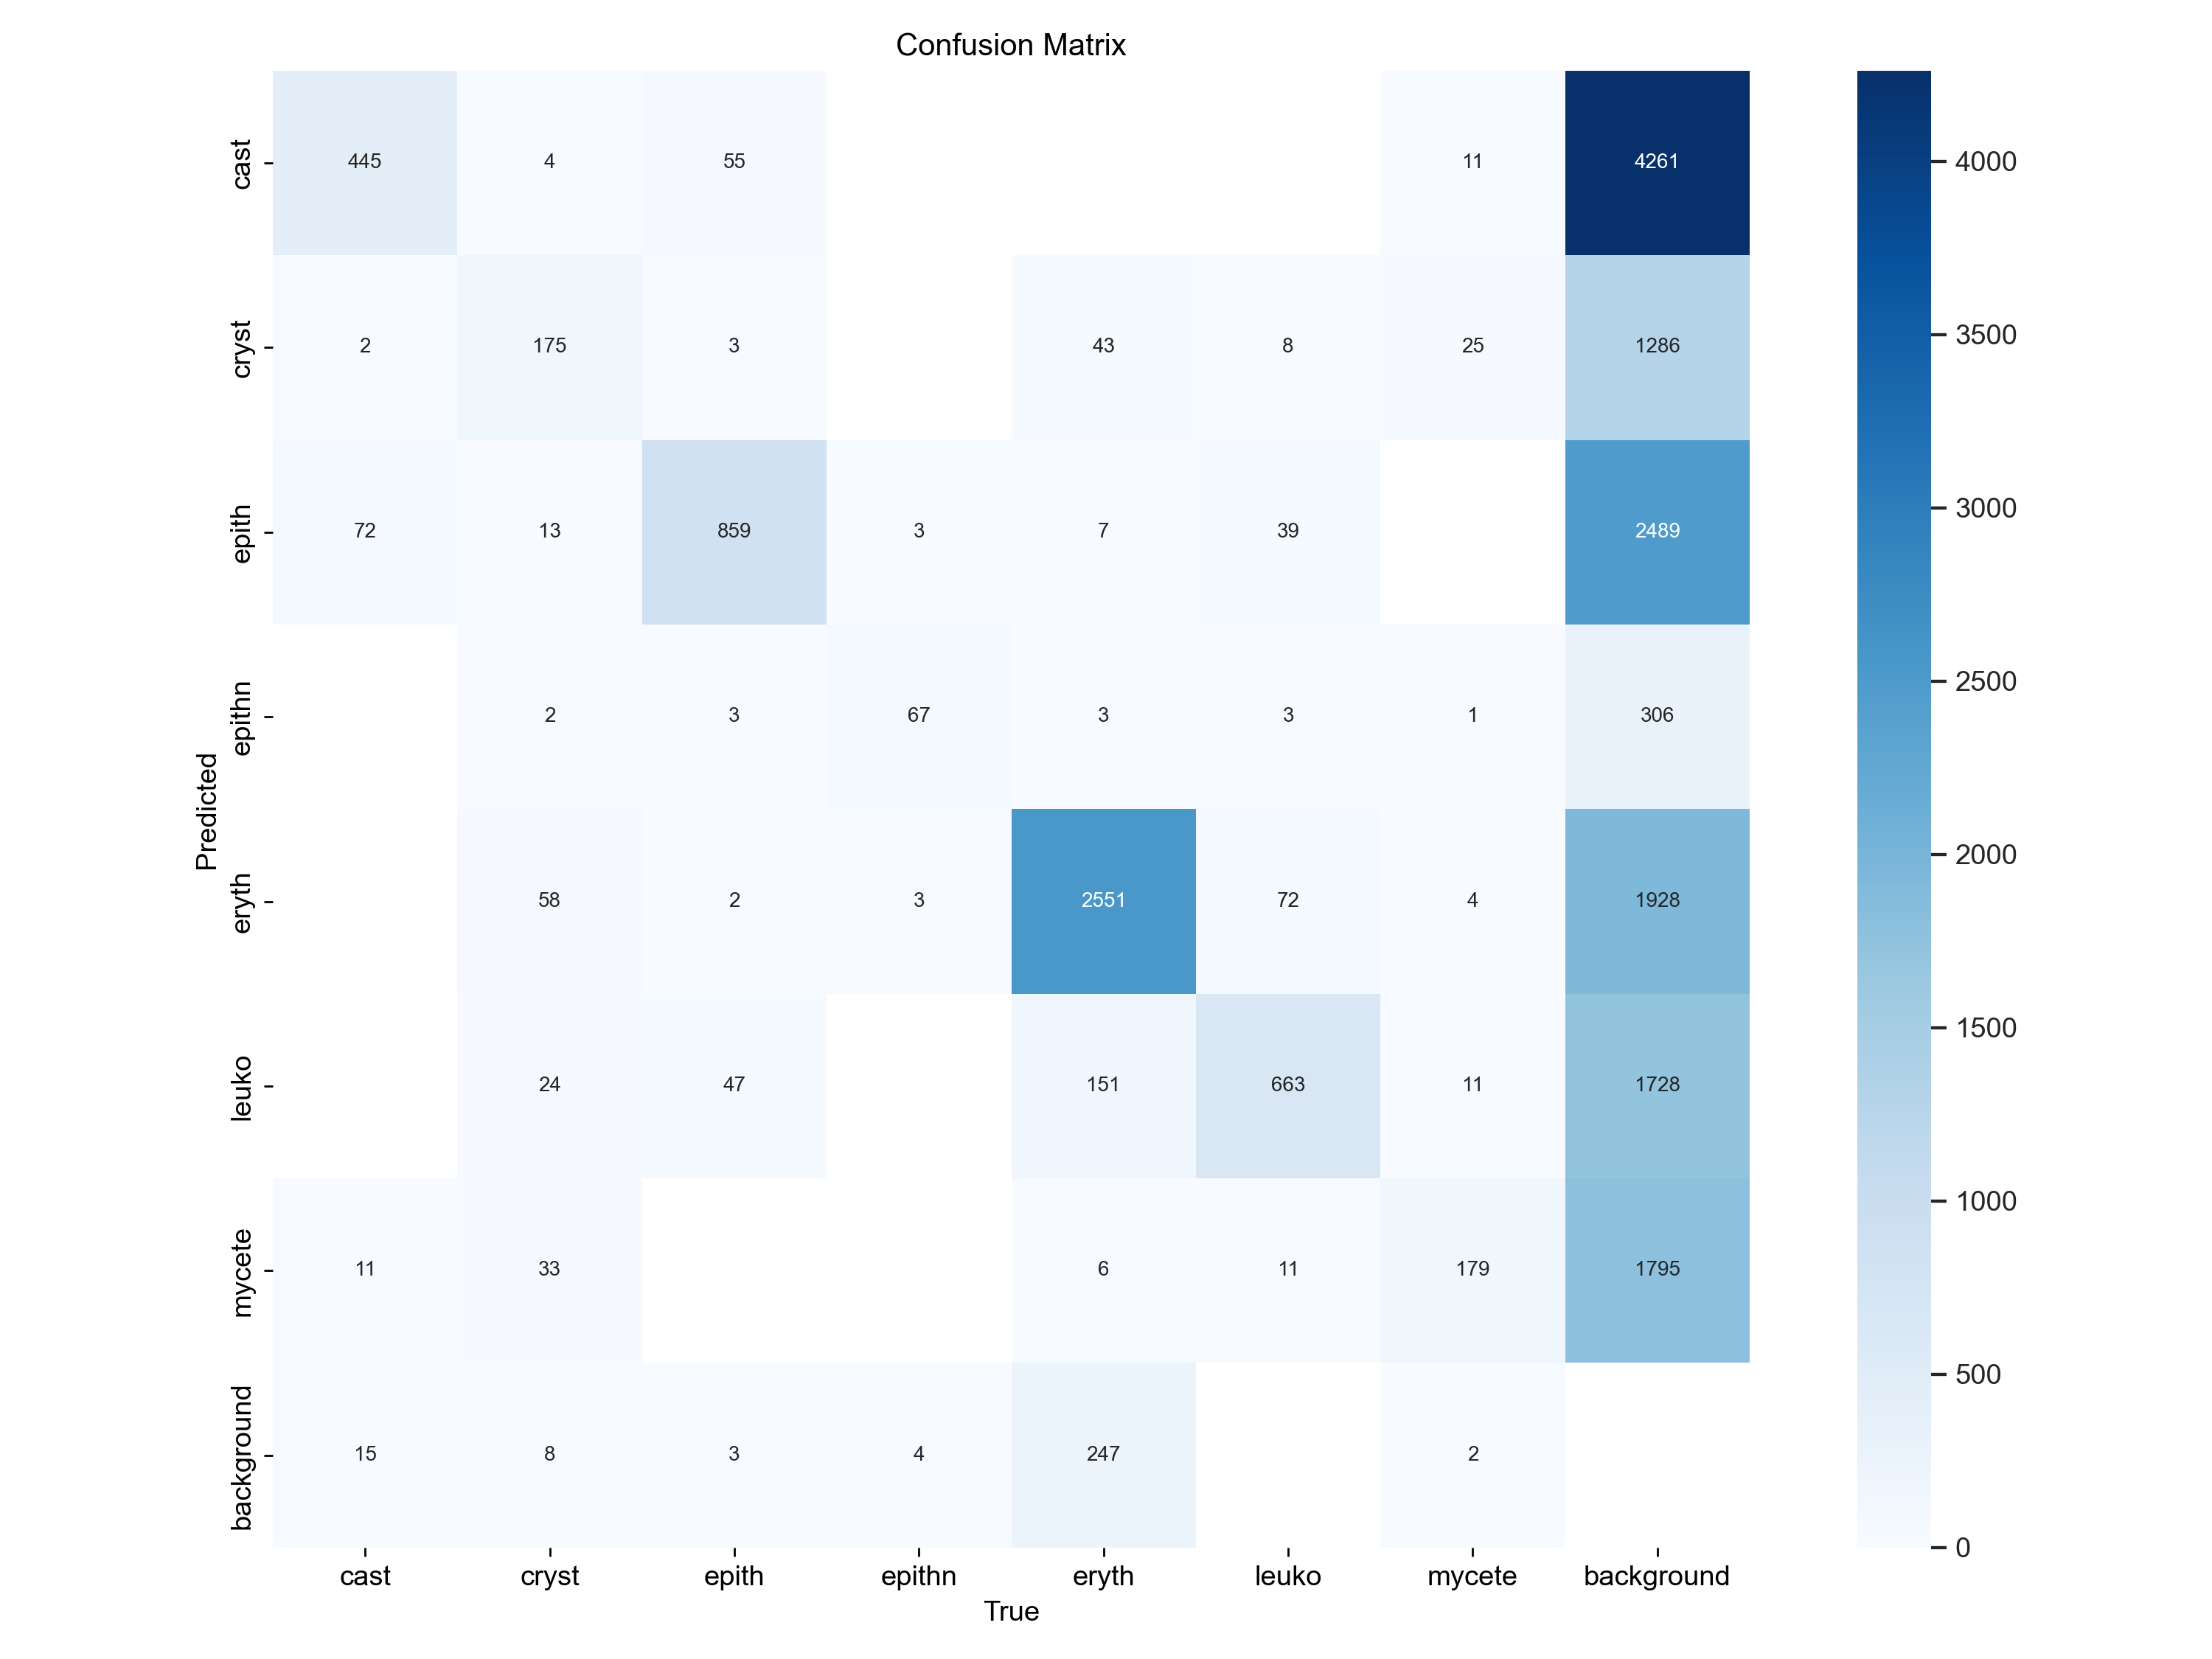 Confusion Matrix
cast 445 4 55 11 4261
cryst 2 175 3 43 8 25 1286
epith 72 13 859 3 7 39 2489
epithn 2 3 67 3 3 1 306
eryth 58 2 3 2551 72 4 1928
leuko 24 47 151 663 11 1728
mycete 11 33 6 11 179 1795
background 15 8 3 4 247 2
Predicted
cast cryst epith epithn eryth leuko mycete background
True
4000
3500
3000
2500
2000
1500
1000
500
0